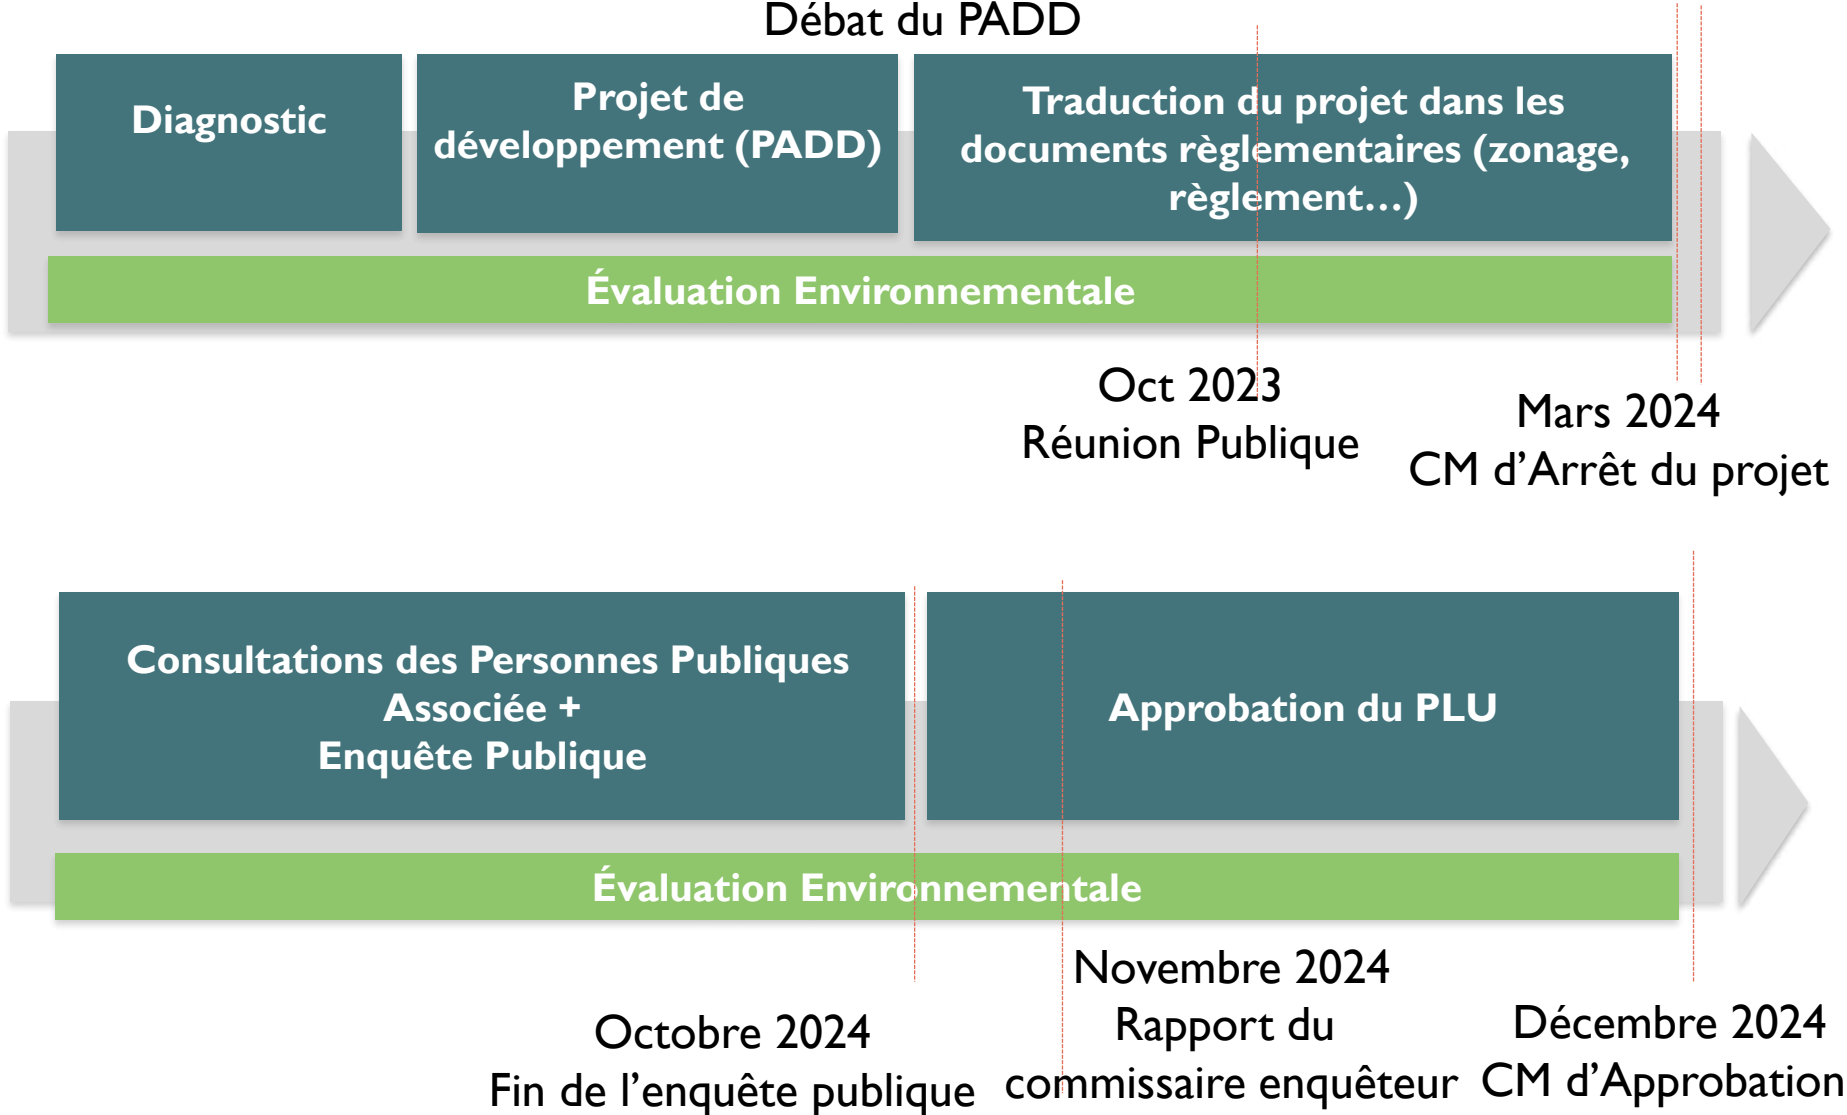 Débat du PADD
Diagnostic
Projet de
développement (PADD)
Traduction du projet dans les
documents règlementaires (zonage,
règlement…)
Évaluation Environnementale
Oct 2023
Réunion Publique
Mars 2024
CM d’Arrêt du projet
Consultations des Personnes Publiques
Associée +
Enquête Publique
Approbation du PLU
Évaluation Environnementale
Octobre 2024
Fin de l’enquête publique
Novembre 2024
Rapport du
commissaire enquêteur
Décembre 2024
CM d’Approbation